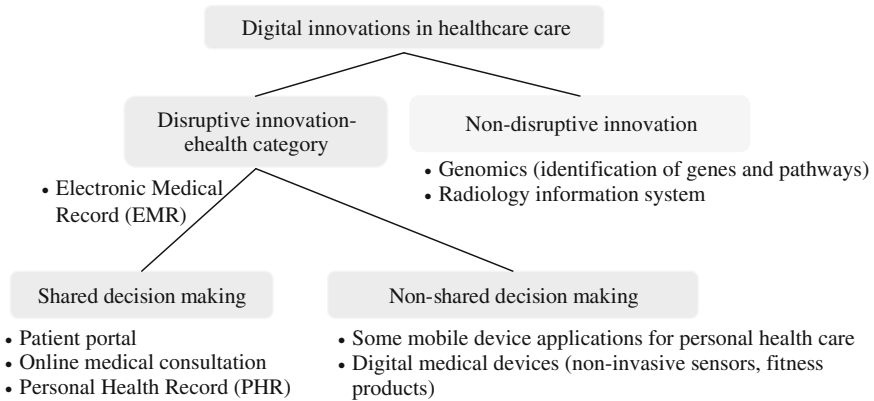 Digital innovations in healthcare care
Disruptive innovation-
ehealth category
Non-disruptive innovation
• Genomics (identification of genes and pathways)
• Radiology information system
• Electronic Medical
Record (EMR)
Shared decision making
• Patient portal
• Online medical consultation
• Personal Health Record (PHR)
Non-shared decision making
• Some mobile device applications for personal health care
• Digital medical devices (non-invasive sensors, fitness
products)